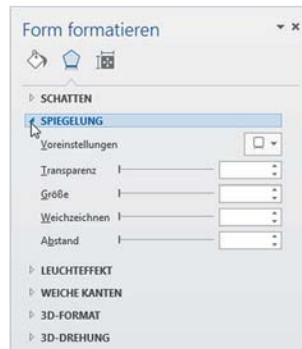 Form formatieren
SCHATTEN
SPIEGELUNG
Voreinstellungen
Transparenz
Größe
Weichzeichnen
Abstand
LEUCHTEFFEKT
WEICHE KANTEN
3D-FORMAT
3D-DREHUNG